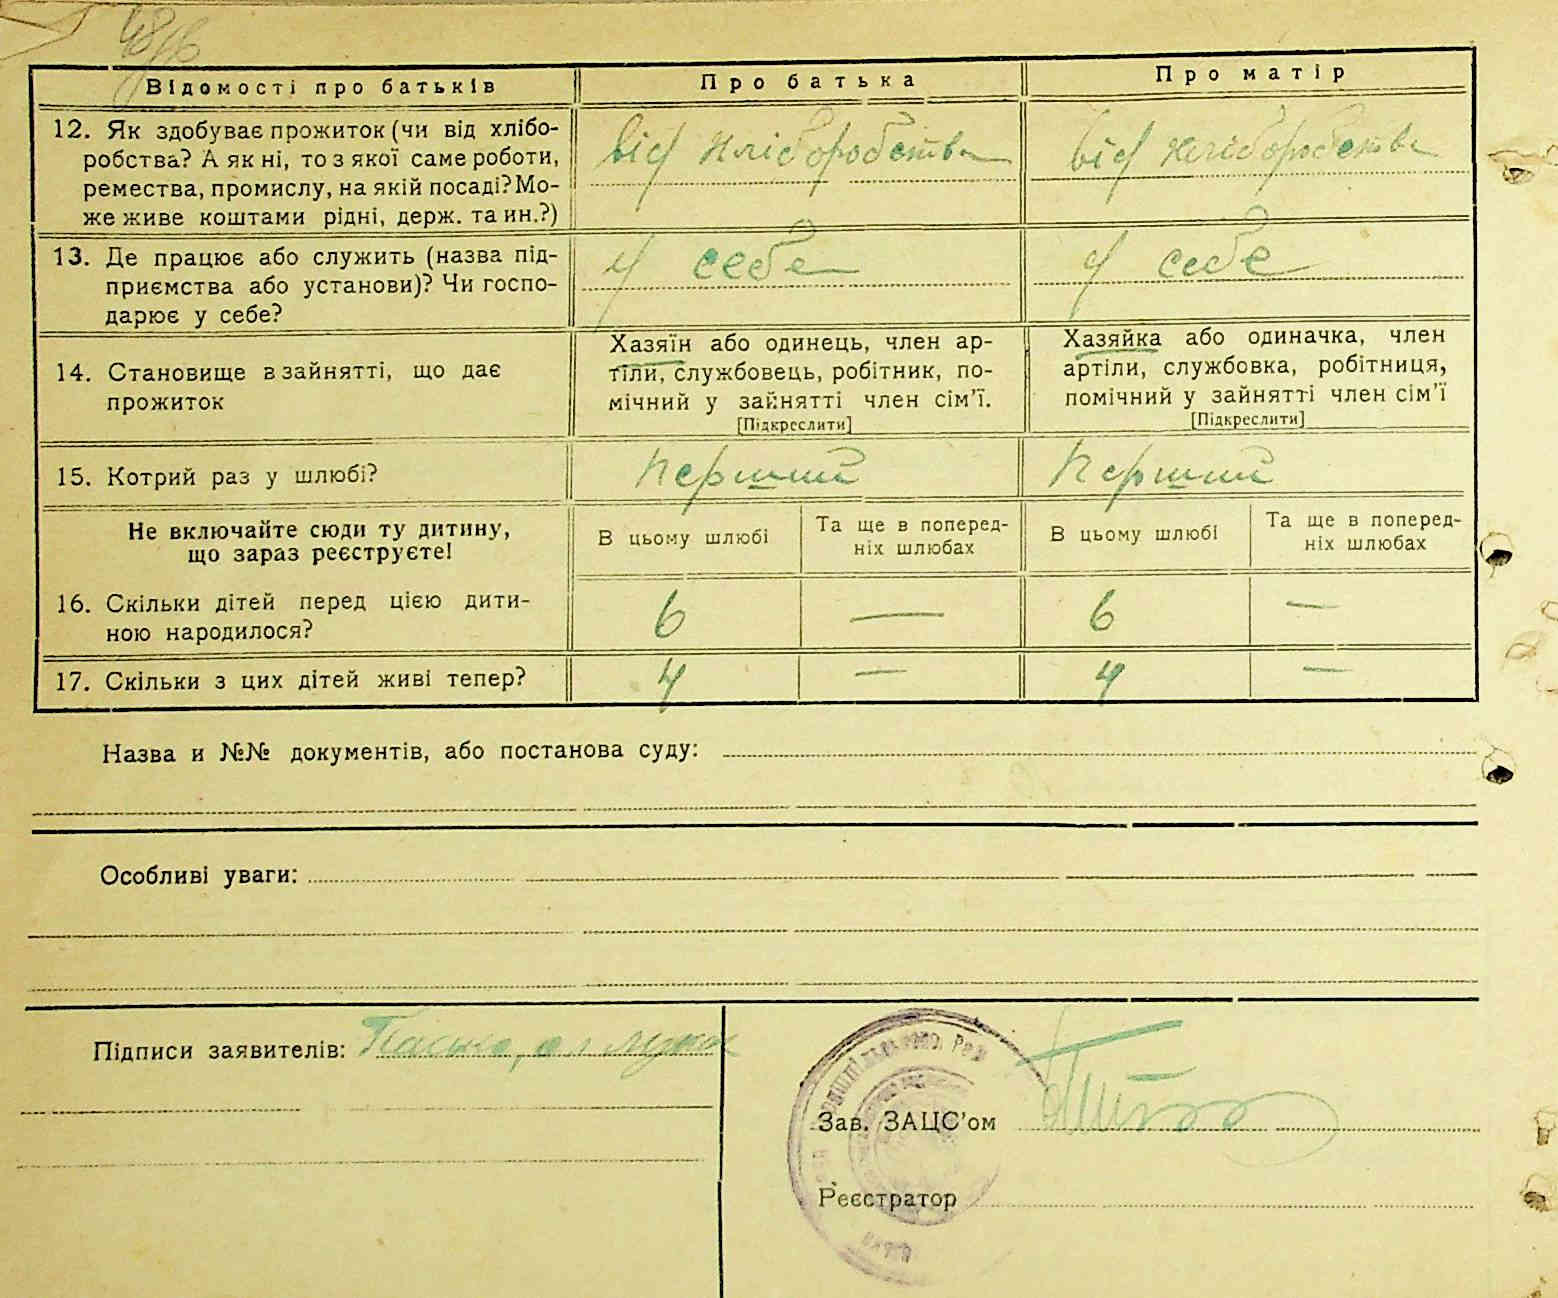 Відомості про батьків
Про батька
Про матір
12. Як здобуває прожиток (чи від хлібо-
робства? А як ні, то з якої саме роботи,
ремества, промислу, на якій посаді? Мо-
же живе коштами рідні, держ. та ин.?)
від хліборобства
від хліборобства
13. Де працює або служить (назва під-
приємства або установи)? Чи госпо-
дарює у себе?
у себе
у себе
14. Становище в зайнятті, що дає
прожиток
Хазяїн або одинець, член ар-
тіли, службовець, робітник, по-
мічний у зайнятті член сім'ї.
[Підкреслити]
Хазяйка або одиначка, член
артіли, службовка, робітниця,
помічний у зайнятті член сім'ї
[Підкреслити]
15. Котрий раз у шлюбі?
Перший
Перший
Не включайте сюди ту дитину,
що зараз реєструєте!
В цьому шлюбі
Та ще в поперед-
ніх шлюбах
В цьому шлюбі
Та ще в поперед-
ніх шлюбах
16. Скільки дітей перед цією дити-
ною народилося?
6
—
6
—
17. Скільки з цих дітей живі тепер?
4
—
4
—
Назва и №№ документів, або постанова суду:
Особливі уваги:
Підписи заявителів:
Зав. ЗАЦС'ом
Реєстратор